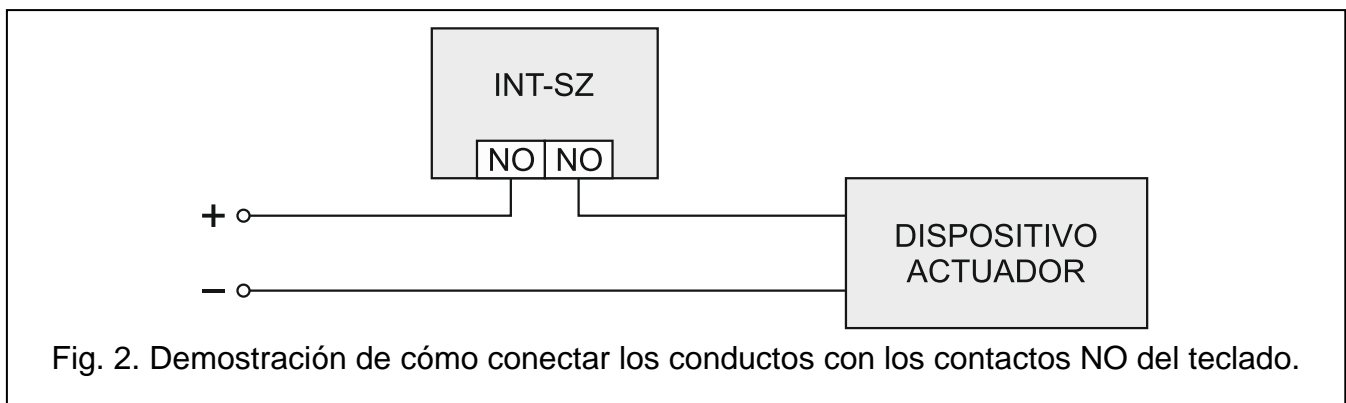 INT-SZ
NO NO
+
DISPOSITIVO
ACTUADOR
–
Fig. 2. Demostración de cómo conectar los conductos con los contactos NO del teclado.